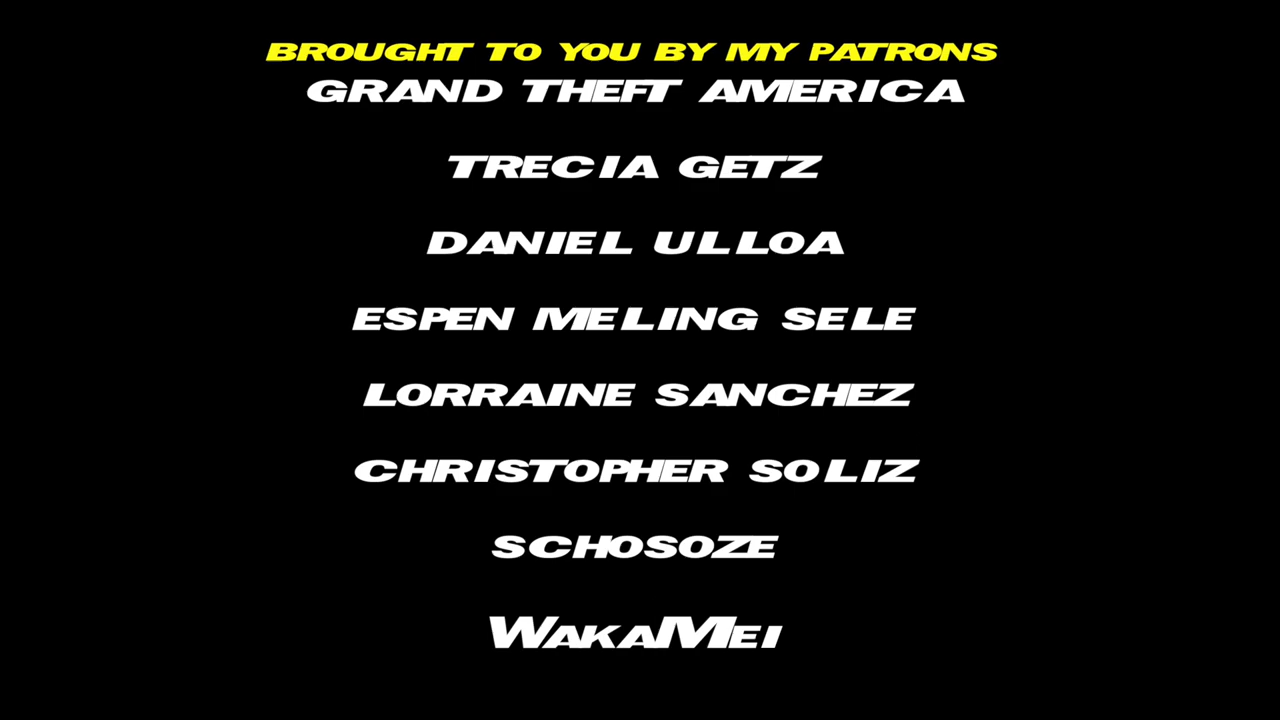 BROUGHT TO YOU BY MY PATRONS
GRAND THEFT AMERICA
TRECIA GETZ
DANIEL ULLOA
ESPEN MELING SELE
LORRAINE SANCHEZ
CHRISTOPHER SOLIZ
SCHOSOZE
WAKAMEI